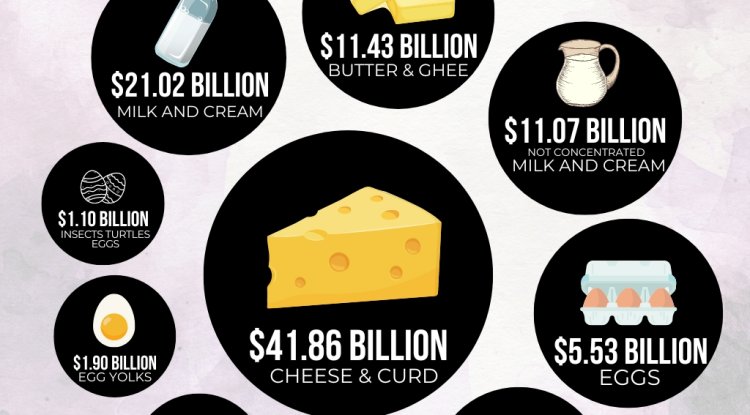 $21.02 BILLION
MILK AND CREAM
$11.43 BILLION
BUTTER & GHEE
$11.07 BILLION
NOT CONCENTRATED
MILK AND CREAM
$1.10 BILLION
INSECTS TURTLES
EGGS
$1.90 BILLION
EGG YOLKS
$41.86 BILLION
CHEESE & CURD
$5.53 BILLION
EGGS